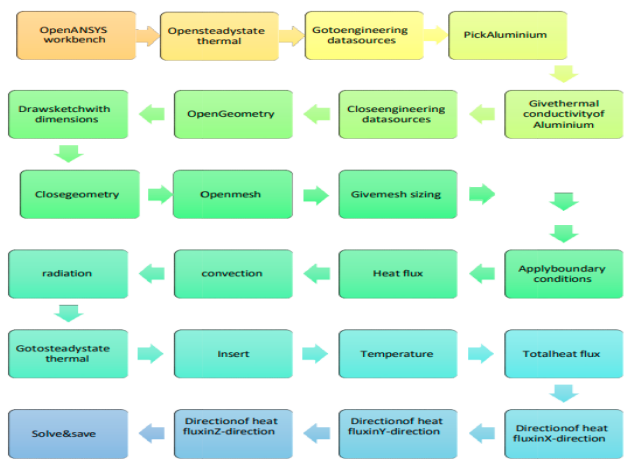 OpenANSYS
workbench
Opensteadystate
thermal
Gotoengineering
datasources
PickAluminium
Givethermal
conductivityof
Aluminium
Closeengineering
datasources
OpenGeometry
Drawsketchwith
dimensions
Closegeometry
Openmesh
Givemesh sizing
Applyboundary
conditions
Heat flux
convection
radiation
Gotosteadystate
thermal
Insert
Temperature
Totalheat flux
Directionof heat
fluxinX-direction
Directionof heat
fluxinY-direction
Directionof heat
fluxinZ-direction
Solve&save